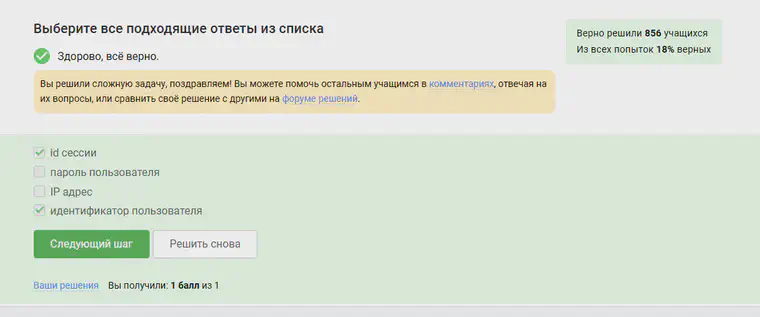 Выберите все подходящие ответы из списка
Здорово, всё верно.
Вы решили сложную задачу, поздравляем! Вы можете помочь остальным учащимся в комментариях, отвечая на
их вопросы, или сравнить своё решение с другими на форуме решений.
Верно решили 856 учащихся
Из всех попыток 18% верных
id сессии
пароль пользователя
IP адрес
идентификатор пользователя
Следующий шаг
Решить снова
Ваши решения Вы получили: 1 балл из 1